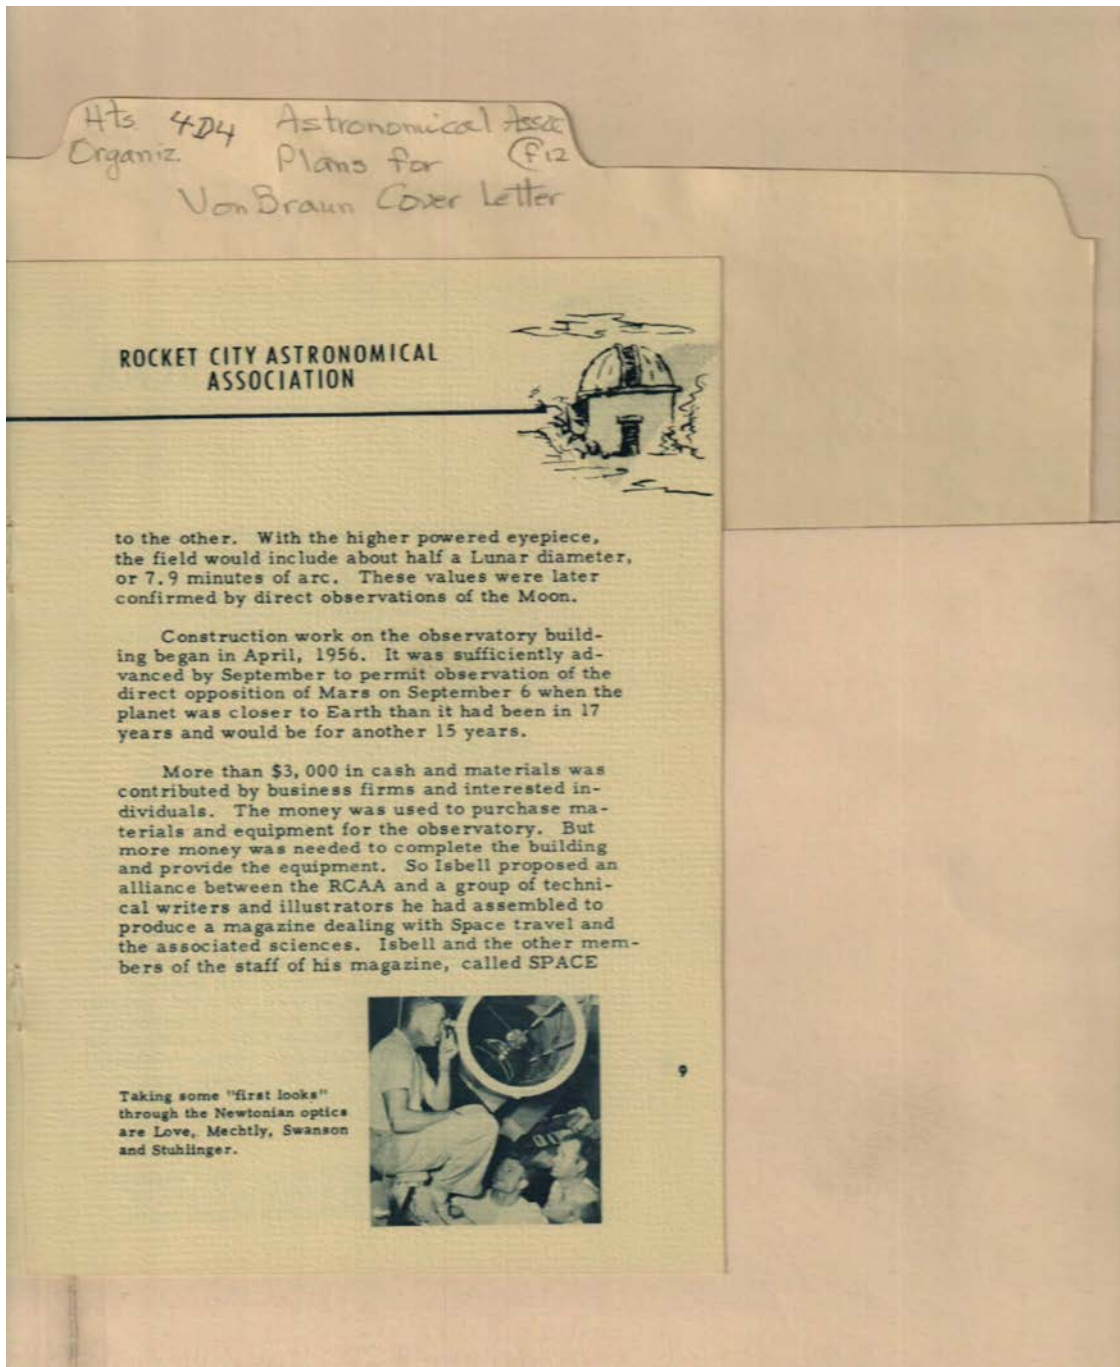 Hts. 4D4 Astronomical Assoc
Organiz. Plans for F12
Von Braun Cover Letter
ROCKET CITY ASTRONOMICAL
ASSOCIATION
to the other. With the higher powered eyepiece,
the field would include about half a Lunar diameter,
or 7.9 minutes of arc. These values were later
confirmed by direct observations of the Moon.
Construction work on the observatory build-
ing began in April, 1956. It was sufficiently ad-
vanced by September to permit observation of the
direct opposition of Mars on September 6 when the
planet was closer to Earth than it had been in 17
years and would be for another 15 years.
More than $3,000 in cash and materials was
contributed by business firms and interested in-
dividuals. The money was used to purchase ma-
terials and equipment for the observatory. But
more money was needed to complete the building
and provide the equipment. So Isbell proposed an
alliance between the RCAA and a group of techni-
cal writers and illustrators he had assembled to
produce a magazine dealing with Space travel and
the associated sciences. Isbell and the other mem-
bers of the staff of his magazine, called SPACE
Taking some "first looks"
through the Newtonian optics
are Love, Mechtly, Swanson
and Stuhlinger.
9